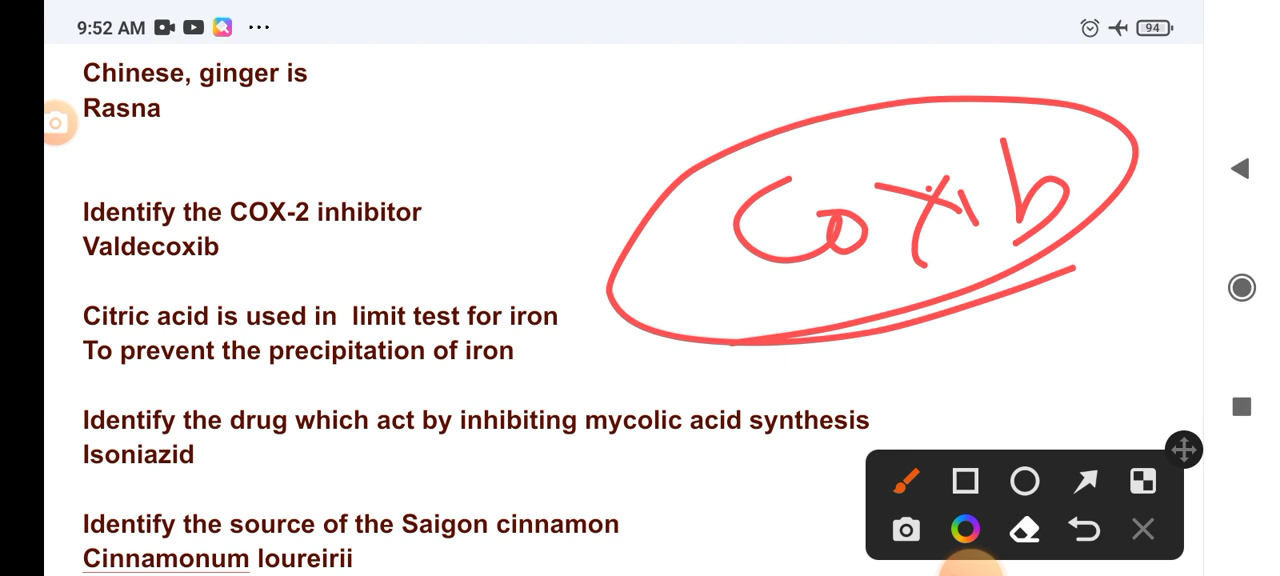 9:52 AM
94
Chinese, ginger is
Rasna
Identify the COX-2 inhibitor
Valdecoxib
Coxib
Citric acid is used in  limit test for iron
To prevent the precipitation of iron
Identify the drug which act by inhibiting mycolic acid synthesis
Isoniazid
Identify the source of the Saigon cinnamon
Cinnamonum loureirii